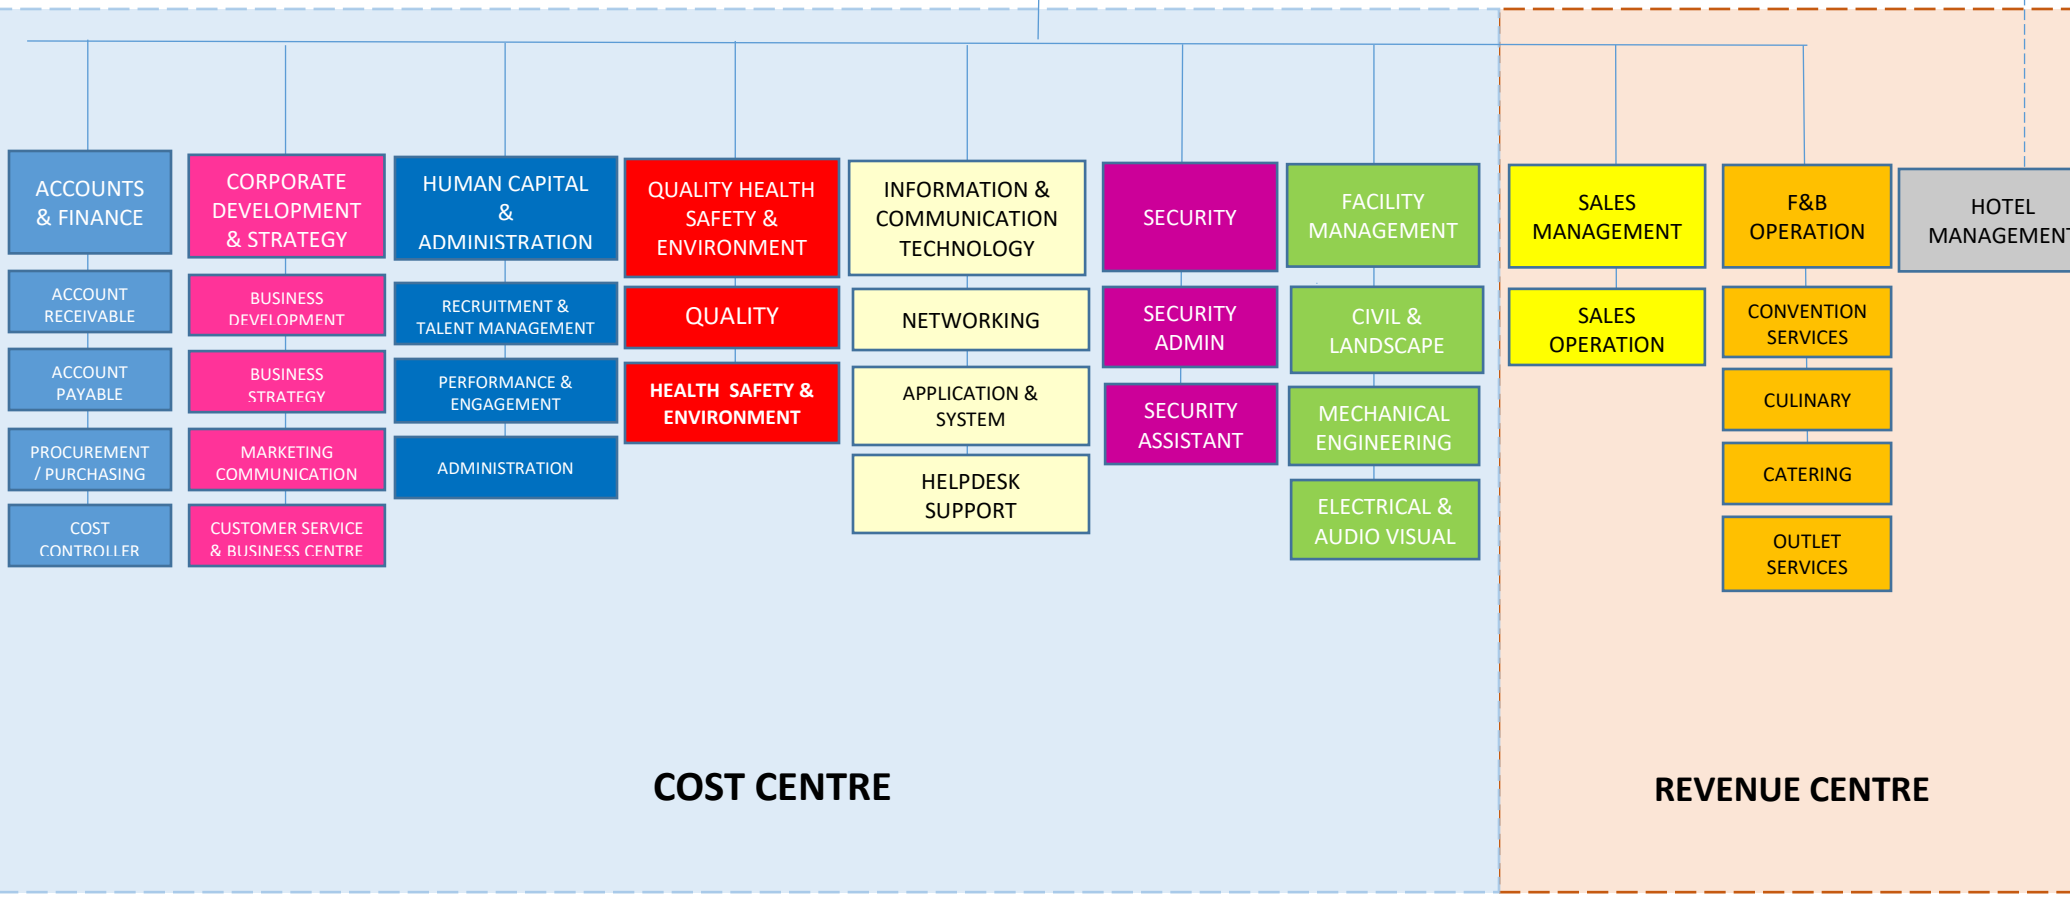 ACCOUNTS
& FINANCE
ACCOUNT
RECEIVABLE
ACCOUNT
PAYABLE
PROCUREMENT
/ PURCHASING
COST
CONTROLLER
CORPORATE
DEVELOPMENT
& STRATEGY
BUSINESS
DEVELOPMENT
BUSINESS
STRATEGY
MARKETING
COMMUNICATION
CUSTOMER SERVICE
& BUSINESS CENTRE
HUMAN CAPITAL
&
ADMINISTRATION
RECRUITMENT &
TALENT MANAGEMENT
PERFORMANCE &
ENGAGEMENT
ADMINISTRATION
QUALITY HEALTH
SAFETY &
ENVIRONMENT
QUALITY
HEALTH SAFETY &
ENVIRONMENT
INFORMATION &
COMMUNICATION
TECHNOLOGY
NETWORKING
APPLICATION &
SYSTEM
HELPDESK
SUPPORT
SECURITY
SECURITY
ADMIN
SECURITY
ASSISTANT
FACILITY
MANAGEMENT
CIVIL &
LANDSCAPE
MECHANICAL
ENGINEERING
ELECTRICAL &
AUDIO VISUAL
SALES
MANAGEMENT
SALES
OPERATION
F&B
OPERATION
CONVENTION
SERVICES
CULINARY
CATERING
OUTLET
SERVICES
HOTEL
MANAGEMENT
COST CENTRE
REVENUE CENTRE